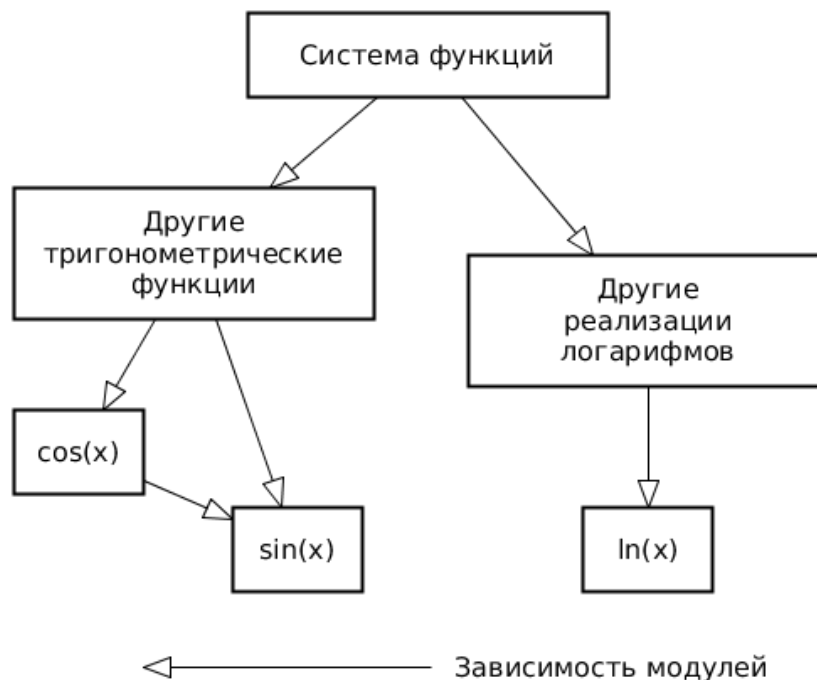 Система функций
Другие
тригонометрические
функции
Другие
реализации
логарифмов
cos(x)
sin(x)
ln(x)
Зависимость модулей